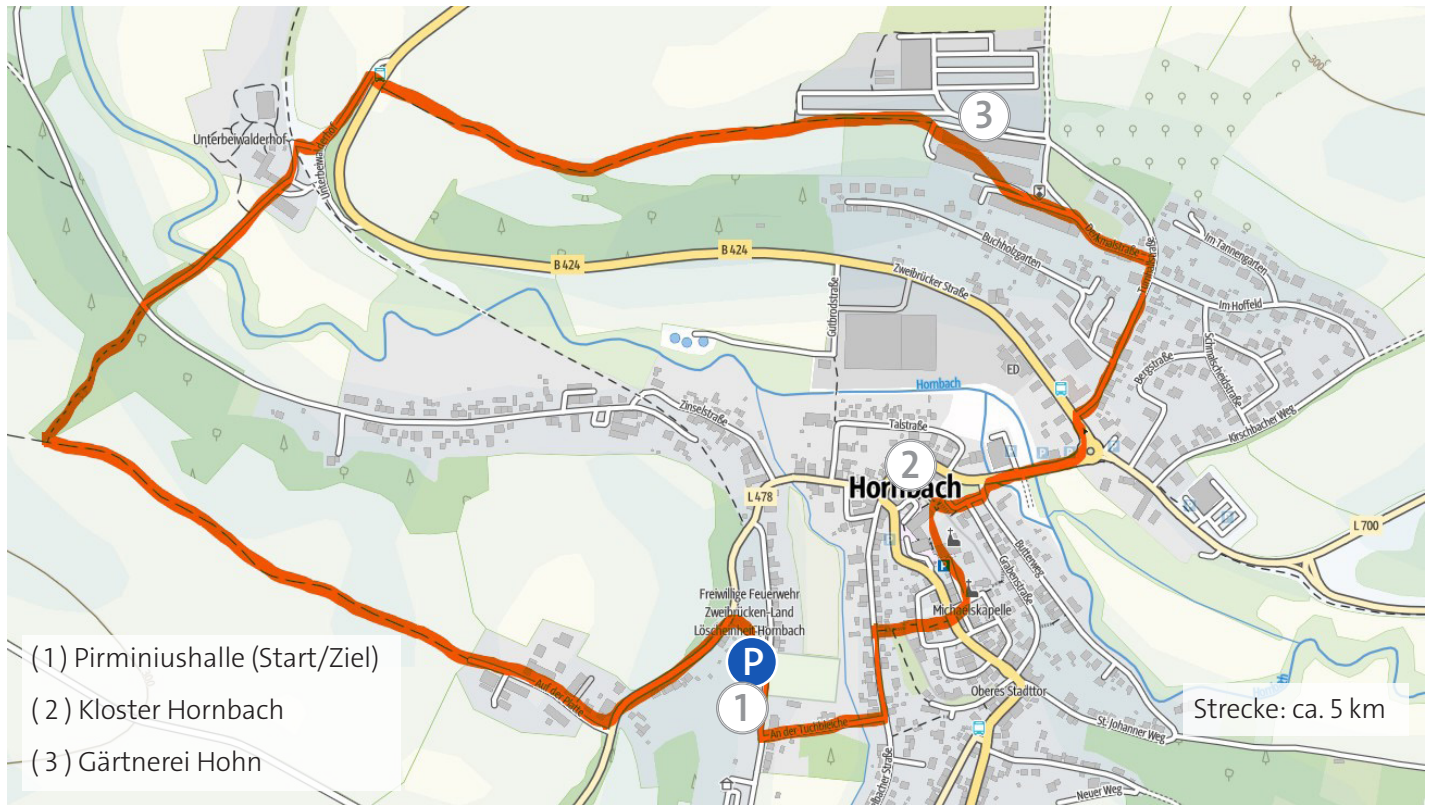 3
Unterbeiwalderhof
Unterbeiwalderhof
Denkmalstraße
Turmstraße
Im Tannengarten
Buchholzgarten
B 424
B 424
Zweibrücker Straße
Gutbrodstraße
Im Hoffeld
Schmalscheidstraße
Bergstraße
ED
Hornbach
Kirschbacher Weg
Zinselstraße
Talstraße
P
P
P
P
2
Hornbach
L 478
P
P
L 700
P
P
Butterweg
Grabenstraße
Freiwillige Feuerwehr
Zweibrücken-Land
Löscheinheit-Hornbach
Michaelskapelle
( 1 ) Pirminiushalle (Start/Ziel)
P
Auf der Platte
Oberes Stadttor
( 2 ) Kloster Hornbach
1
Strecke: ca. 5 km
An der Tuchbleiche
St. Johanner Weg
( 3 ) Gärtnerei Hohn
Neuer Weg